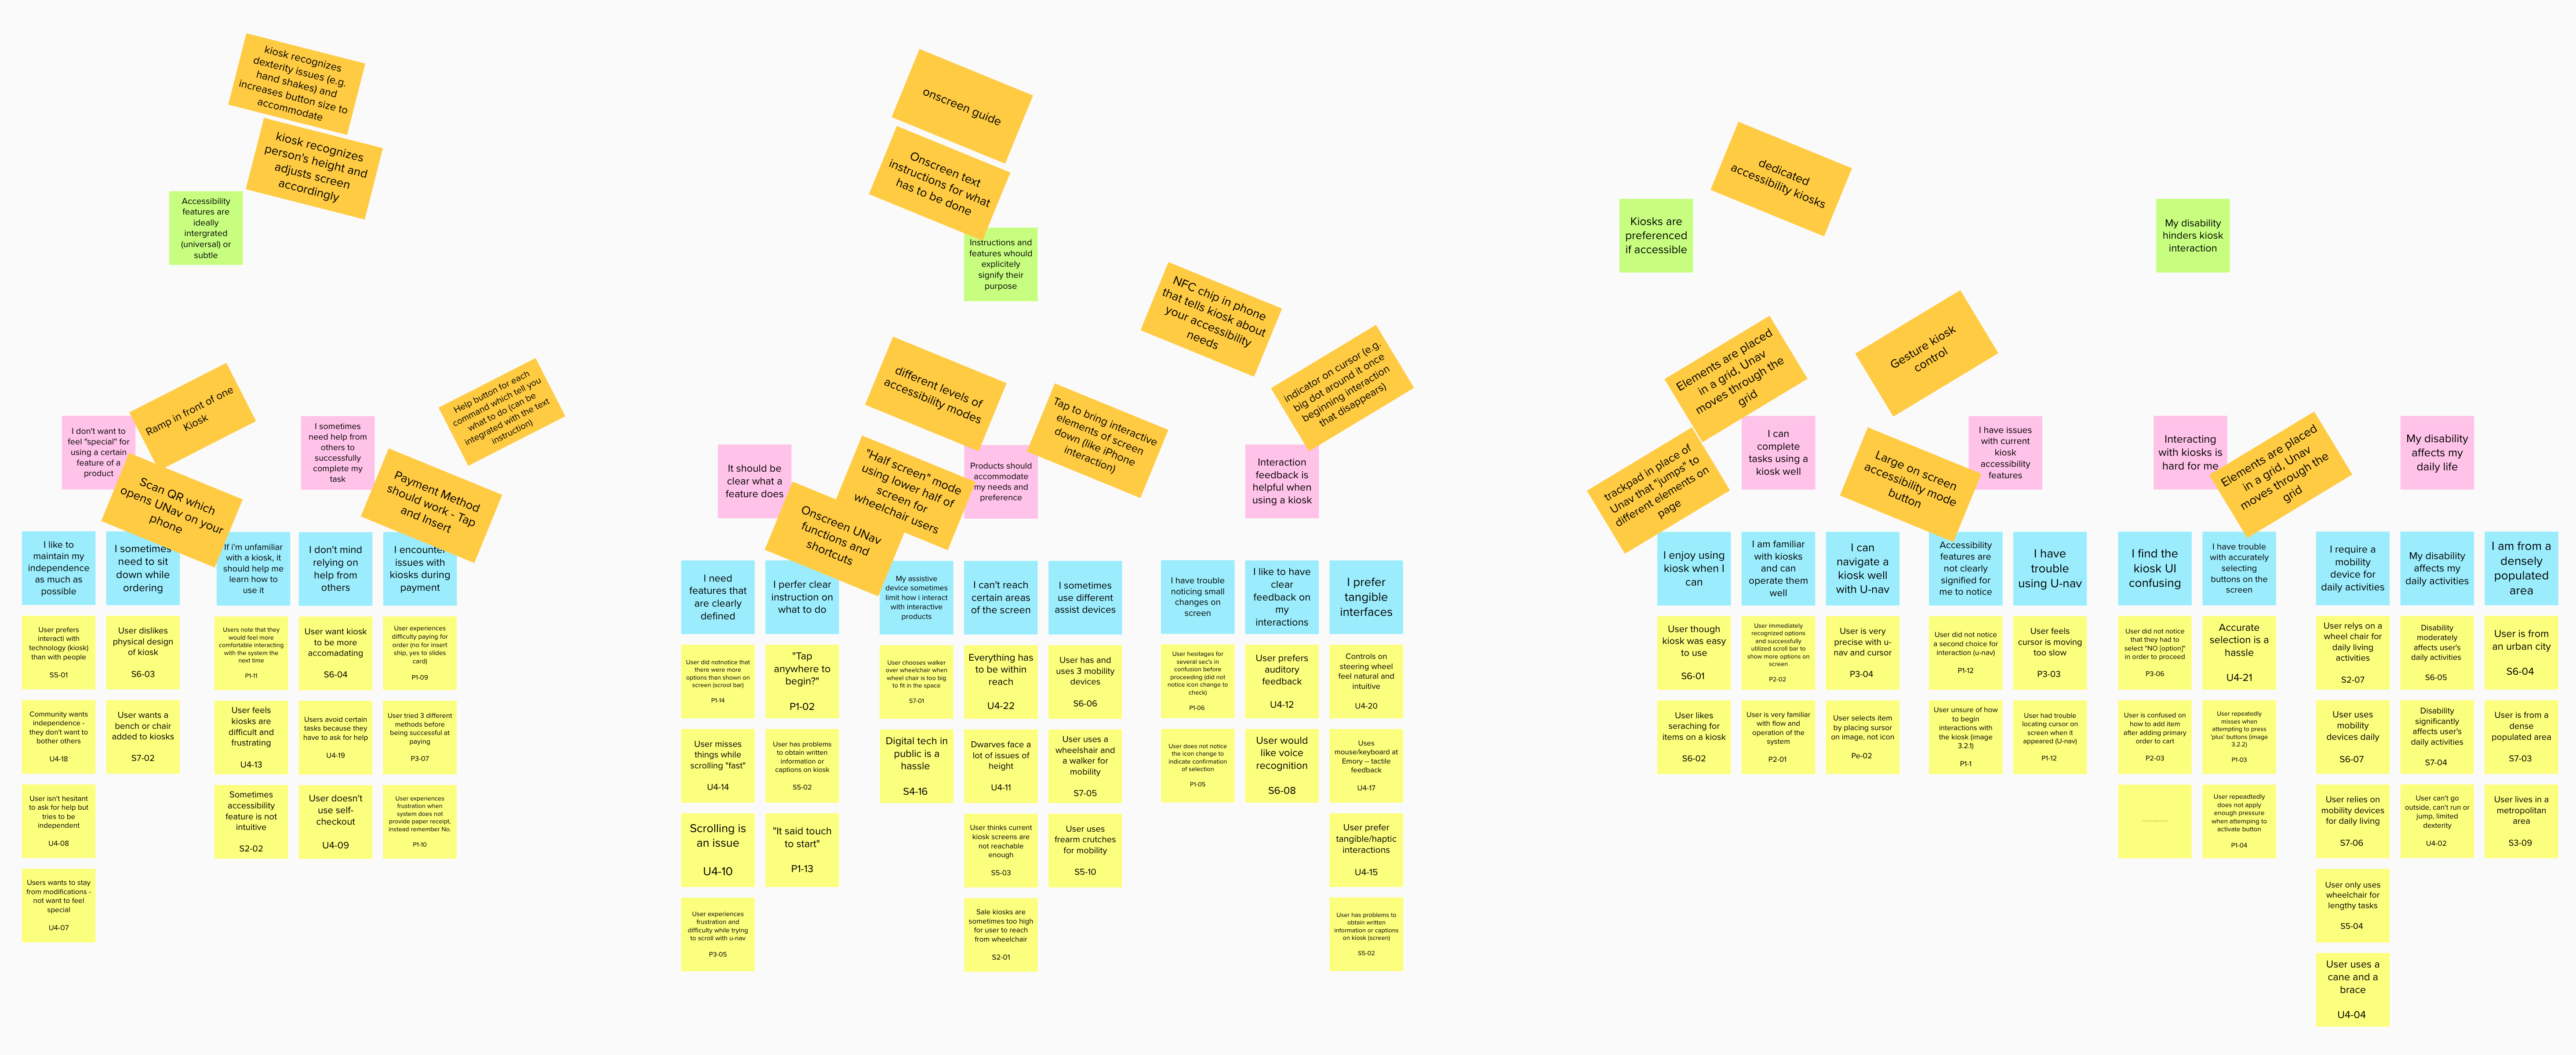 kiosk recognizes
dexterity issues (e.g.
hand shakes) and
increases button size to
accommodate
kiosk recognizes
person's height and
adjusts screen
accordingly
Accessibility
features are
ideally
intergrated
(universal) or
subtle
Ramp in front of one
Kiosk
I don't want to
feel "special" for
using a certain
feature of a
product
Scan QR which
opens UNav on your
phone
I sometimes
need help from
others to
successfully
complete my
task
Help button for each
command which tell you
what to do (can be
integrated with the text
instruction)
Payment Method
should work - Tap
and Insert
I like to
maintain my
independence
as much as
possible
User prefers
interacti with
technology (kiosk)
than with people
S5-01
Community wants
independence -
they don't want to
bother others
U4-18
User isn't hesitant
to ask for help but
tries to be
independent
U4-08
Users wants to stay
from modifications -
not want to feel
special
U4-07
I sometimes
need to sit
down while
ordering
User dislikes
physical design
of kiosk
S6-03
User wants a
bench or chair
added to kiosks
S7-02
If i'm unfamiliar
with a kiosk, it
should help me
learn how to
use it
Users note that they
would feel more
comfortable interacting
with the system the
next time
P1-11
User feels
kiosks are
difficult and
frustrating
U4-13
Sometimes
accessibility
feature is not
intuitive
S2-02
I don't mind
relying on
help from
others
User want kiosk
to be more
accomadating
S6-04
Users avoid certain
tasks because they
have to ask for help
U4-19
User doesn't
use self-
checkout
U4-09
I encounter
issues with
kiosks during
payment
User experiences
difficulty paying for
order (no for insert
ship, yes to slides
card)
P1-09
User tried 3 different
methods before
being successful at
paying
P3-07
User experiences
frustration when
system does not
provide paper receipt,
instead remember No.
P1-10
onscreen guide
Onscreen text
instructions for what
has to be done
Instructions and
features whould
explicitely
signify their
purpose
NFC chip in phone
that tells kiosk about
your accessibility
needs
indicator on cursor (e.g.
big dot around it once
beginning interaction
that disappears)
different levels of
accessibility modes
Tap to bring interactive
elements of screen
down (like iPhone
interaction)
It should be
clear what a
feature does
"Half screen" mode
using lower half of
screen for
wheelchair users
Onscreen UNav
functions and
shortcuts
Products should
accommodate
my needs and
preference
Interaction
feedback is
helpful when
using a kiosk
I need
features that
are clearly
defined
User did notnotice that
there were more
options than shown on
screen (scrool bar)
P1-14
User misses
things while
scrolling "fast"
U4-14
Scrolling is
an issue
U4-10
User experiences
frustration and
difficulty while trying
to scroll with u-nav
P3-05
I perfer clear
instruction on
what to do
"Tap
anywhere to
begin?"
P1-02
User has problems
to obtain written
information or
captions on kiosk
S5-02
"It said touch
to start"
P1-13
My assistive
device sometimes
limit how i interact
with interactive
products
User chooses walker
over wheelchair when
wheel chair is too big
to fit in the space
S7-01
Digital tech in
public is a
hassle
S4-16
I can't reach
certain areas
of the screen
Everything has
to be within
reach
U4-22
Dwarves face a
lot of issues of
height
U4-11
User thinks current
kiosk screens are
not reachable
enough
S5-03
Sale kiosks are
sometimes too high
for user to reach
from wheelchair
S2-01
I sometimes
use different
assist devices
User has and
uses 3 mobility
devices
S6-06
User uses a
wheelshair and
a walker for
mobility
S7-05
User uses
frearm crutches
for mobility
S5-10
I have trouble
noticing small
changes on
screen
User hesitages for
several sec's in
confusion before
proceeding (did not
notice icon change to
check)
P1-06
User does not notice
the icon change to
indicate confirmation
of selection
P1-05
I like to have
clear
feedback on
my
interactions
User prefers
auditory
feedback
U4-12
User would
like voice
recognition
S6-08
I prefer
tangible
interfaces
Controls on
steering wheel
feel natural and
intuitive
U4-20
Uses
mouse/keyboard at
Emory -- tactile
feedback
U4-17
User prefer
tangible/haptic
interactions
U4-15
User has problems to
obtain written
information or captions
on kiosk (screen)
S5-02
dedicated
accessibility kiosks
Kiosks are
preferenced
if accessible
My disability
hinders kiosk
interaction
Elements are placed
in a grid, Unav
moves through the
grid
Gesture kiosk
control
trackpad in place of
Unav that "jumps" to
different elements on
page
I can
complete
tasks using a
kiosk well
Large on screen
accessibility mode
button
I have issues
with current
kiosk
accessibility
features
Interacting
with kiosks is
hard for me
Elements are placed
in a grid, Unav
moves through the
grid
My disability
affects my
daily life
I enjoy using
kiosk when I
can
User though
kiosk was easy
to use
S6-01
User likes
seraching for
items on a kiosk
S6-02
I am familiar
with kiosks
and can
operate them
well
User immediately
recognized options
and successfully
utilized scroll bar to
show more options on
screen
P2-02
User is very familiar
with flow and
operation of the
system
P2-01
I can
navigate a
kiosk well
with U-nav
User is very
precise with u-
nav and cursor
P3-04
User selects item
by placing sursor
on image, not icon
Pe-02
Accessibility
features are
not clearly
signified for
me to notice
User did not notice
a second choice for
interaction (u-nav)
P1-12
User unsure of how
to begin
interactions with
the kiosk (image
3.2.1)
P1-1
I have
trouble
using U-nav
User feels
cursor is moving
too slow
P3-03
User had trouble
locating cursor on
screen when it
appeared (U-nav)
P1-12
I find the
kiosk UI
confusing
User did not notice
that they had to
select "NO [option]"
in order to proceed
P3-06
User is confused on
how to add item
after adding primary
order to cart
P2-03
I have trouble
with accurately
selecting
buttons on the
screen
Accurate
selection is a
hassle
U4-21
User repeatedly
misses when
attempting to press
'plus' buttons (image
3.2.2)
P1-03
User repeadtedly
does not apply
enough pressure
when attemping to
activate button
P1-04
I require a
mobility
device for
daily activities
User relys on a
wheel chair for
daily living
activities
S2-07
User uses
mobility
devices daily
S6-07
User relies on
mobility devices
for daily living
S7-06
User only uses
wheelchair for
lengthy tasks
S5-04
User uses a
cane and a
brace
U4-04
My disability
affects my
daily activities
Disability
moderately
affects user's
daily activities
S6-05
Disability
significantly
affects user's
daily activities
S7-04
User can't go
outside, can't run or
jump, limited
dexterity
U4-02
I am from a
densely
populated
area
User is from
an urban city
S6-04
User is from a
dense
populated area
S7-03
User lives in a
metropolitan
area
S3-09